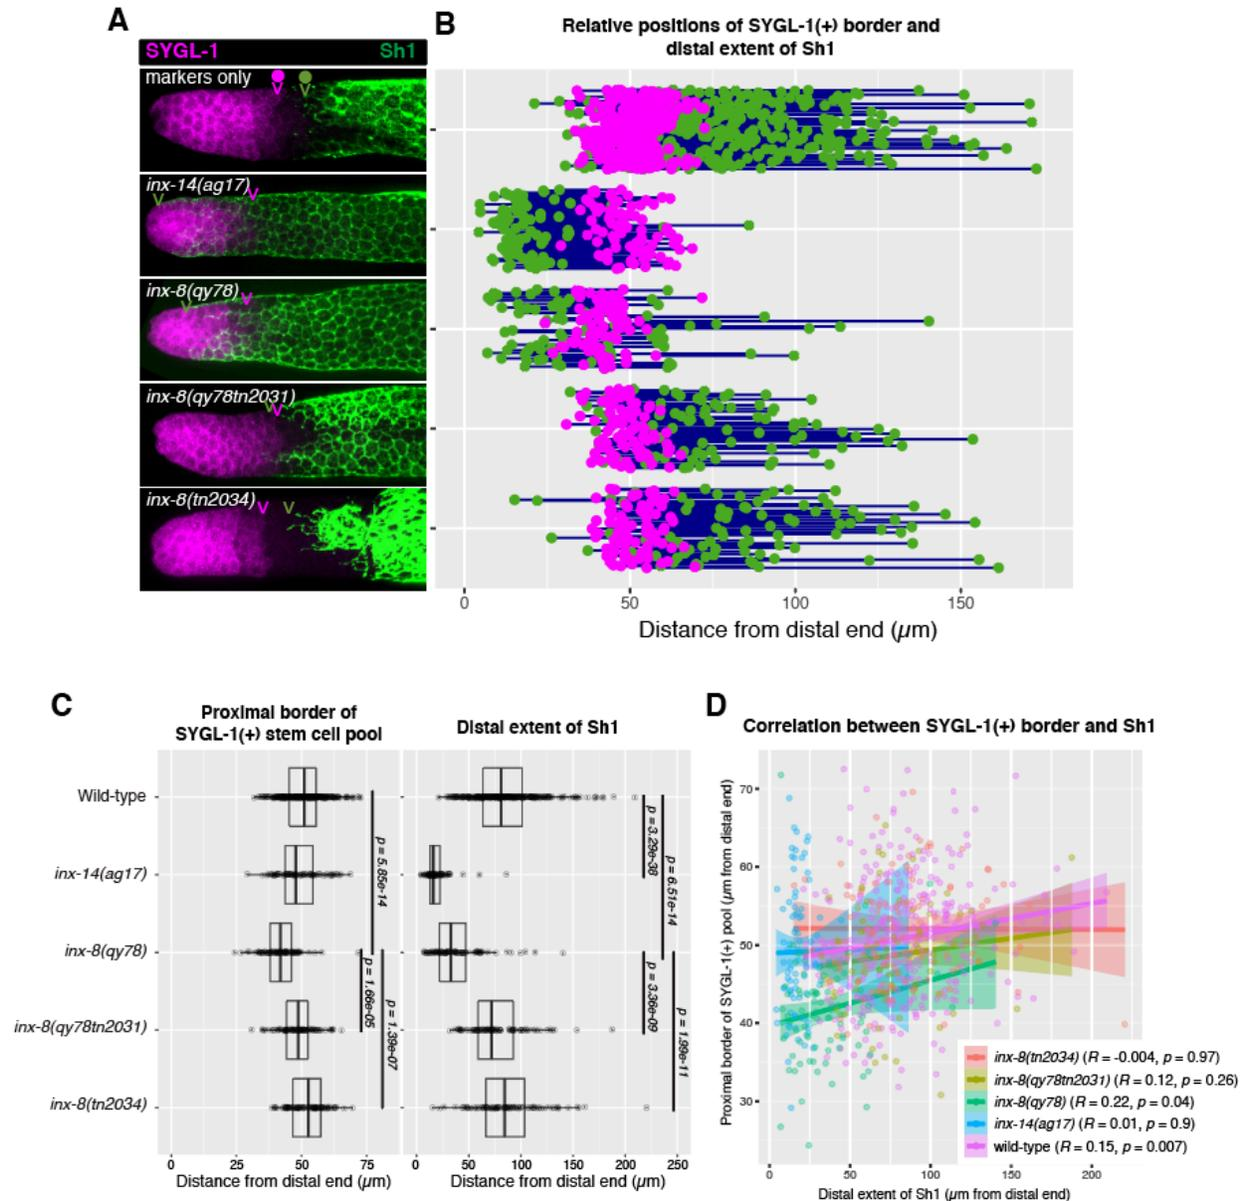 A
SYGL-1 Sh1
markers only
inx-14(ag17)
inx-8(qy78)
inx-8(qy78tn2031)
inx-8(tn2034)
B
Relative positions of SYGL-1(+) border and
distal extent of Sh1
0 50 100 150
Distance from distal end (µm)
C
Proximal border of
SYGL-1(+) stem cell pool
Distal extent of Sh1
Wild-type
inx-14(ag17)
inx-8(qy78)
inx-8(qy78tn2031)
inx-8(tn2034)
p = 5.85e-14
p = 1.66e-05
p = 1.39e-07
p = 3.29e-38
p = 6.51e-14
p = 3.36e-09
p = 1.99e-11
0 25 50 75
0 50 100 150 200 250
Distance from distal end (µm)
Distance from distal end (µm)
D
Correlation between SYGL-1(+) border and Sh1
Proximal border of SYGL-1(+) pool (µm from distal end)
70
60
50
40
30
inx-8(tn2034) (R = -0.004, p = 0.97)
inx-8(qy78tn2031) (R = 0.12, p = 0.26)
inx-8(qy78) (R = 0.22, p = 0.04)
inx-14(ag17) (R = 0.01, p = 0.9)
wild-type (R = 0.15, p = 0.007)
0 50 100 150 200
Distal extent of Sh1 (µm from distal end)